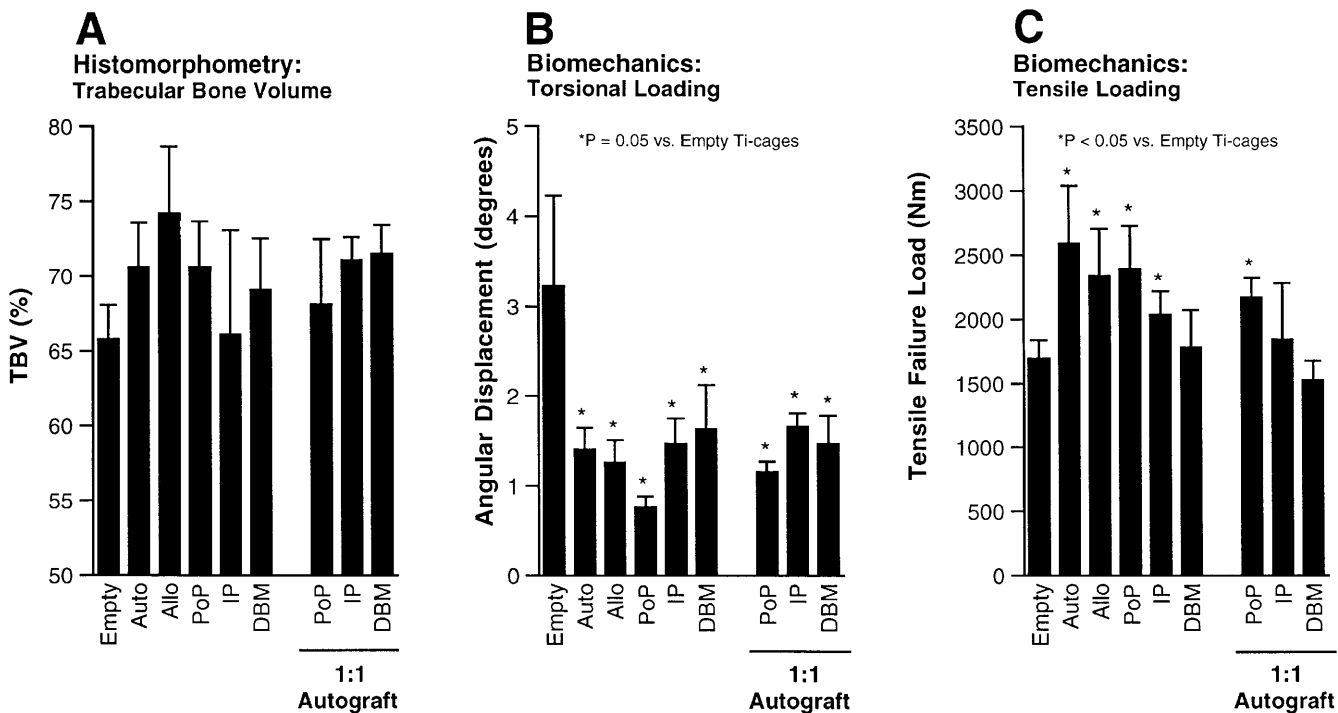 A
Histomorphometry:
Trabecular Bone Volume
TBV (%)
80
75
70
65
60
55
50
Empty
Auto
Allo
PoP
IP
DBM
PoP
IP
DBM
1:1
Autograft
B
Biomechanics:
Torsional Loading
*P = 0.05 vs. Empty Ti-cages
Angular Displacement (degrees)
5
4
3
2
1
0
* * * * * * * *
Empty
Auto
Allo
PoP
IP
DBM
PoP
IP
DBM
1:1
Autograft
C
Biomechanics:
Tensile Loading
*P < 0.05 vs. Empty Ti-cages
Tensile Failure Load (Nm)
3500
3000
2500
2000
1500
1000
500
0
* * * * *
Empty
Auto
Allo
PoP
IP
DBM
PoP
IP
DBM
1:1
Autograft